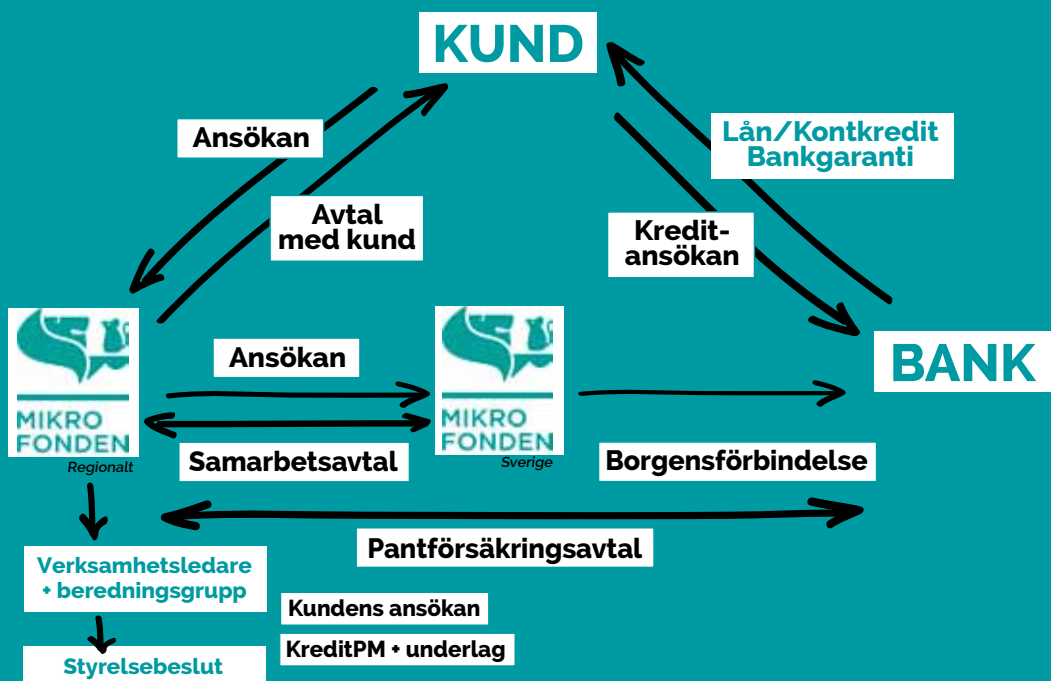 KUND
Ansökan
Lån/Kontkredit
Bankgaranti
Avtal
med kund
Kredit-
ansökan
MIKRO
FONDEN
Regionalt
Ansökan
Samarbetsavtal
MIKRO
FONDEN
Sverige
BANK
Borgensförbindelse
Pantförsäkringsavtal
Verksamhetsledare
+ beredningsgrupp
Kundens ansökan
KreditPM + underlag
Styrelsebeslut